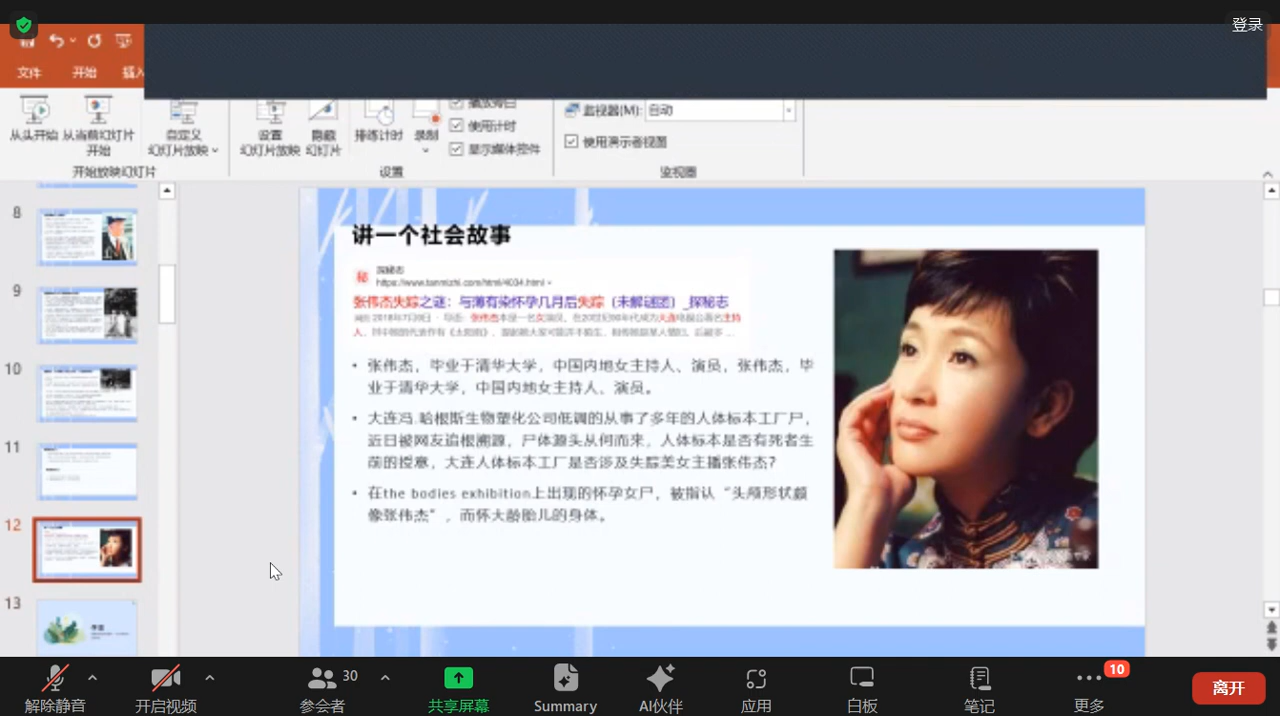 登录
文件 开始 插入
从头开始 从当前幻灯片开始
自定义幻灯片放映
设置幻灯片放映
隐藏幻灯片
排练计时 录制
播放旁白
使用计时
显示媒体控件
监视器(M): 自动
使用演示者视图
开始放映幻灯片 设置 监视器
8
9
10
11
12
13
讲一个社会故事
探秘志
张伟杰失踪之谜：与薄有染怀孕几月后失踪（未解谜团）_探秘志
• 张伟杰，毕业于清华大学，中国内地女主持人、演员，张伟杰，毕
业于清华大学，中国内地女主持人、演员。
• 大连冯.哈根斯生物塑化公司低调的从事了多年的人体标本工厂尸，
近日被网友追根溯源，尸体源头从何而来，人体标本是否有死者生
前的授意，大连人体标本工厂是否涉及失踪美女主播张伟杰？
• 在the bodies exhibition上出现的怀孕女尸，被指认“头颅形状颇
像张伟杰”，而怀大龄胎儿的身体。
解除静音 开启视频 参会者 30 共享屏幕 Summary AI伙伴 应用 白板 笔记 更多 10 离开